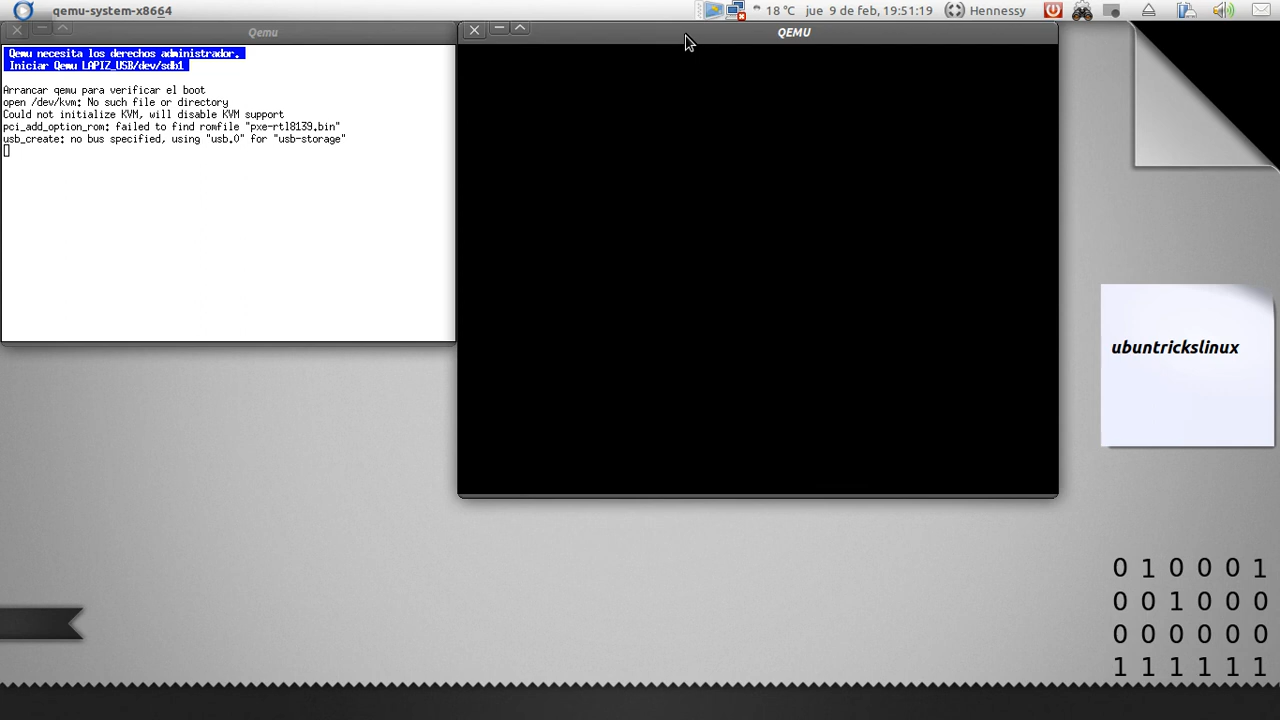 qemu-system-x8664
18 °C
jue 9 de feb, 19:51:19
Hennessy
Qemu
QEMU
Qemu necesita los derechos administrador.
Iniciar Qemu LAPIZ_USB/dev/sdb1
Arrancar qemu para verificar el boot
open /dev/kvm: No such file or directory
Could not initialize KVM, will disable KVM support
pci_add_option_rom: failed to find romfile "pxe-rtl8139.bin"
usb_create: no bus specified, using "usb.0" for "usb-storage"
ubuntrickslinux
0 1 0 0 0 1
0 0 1 0 0 0
0 0 0 0 0 0
1 1 1 1 1 1